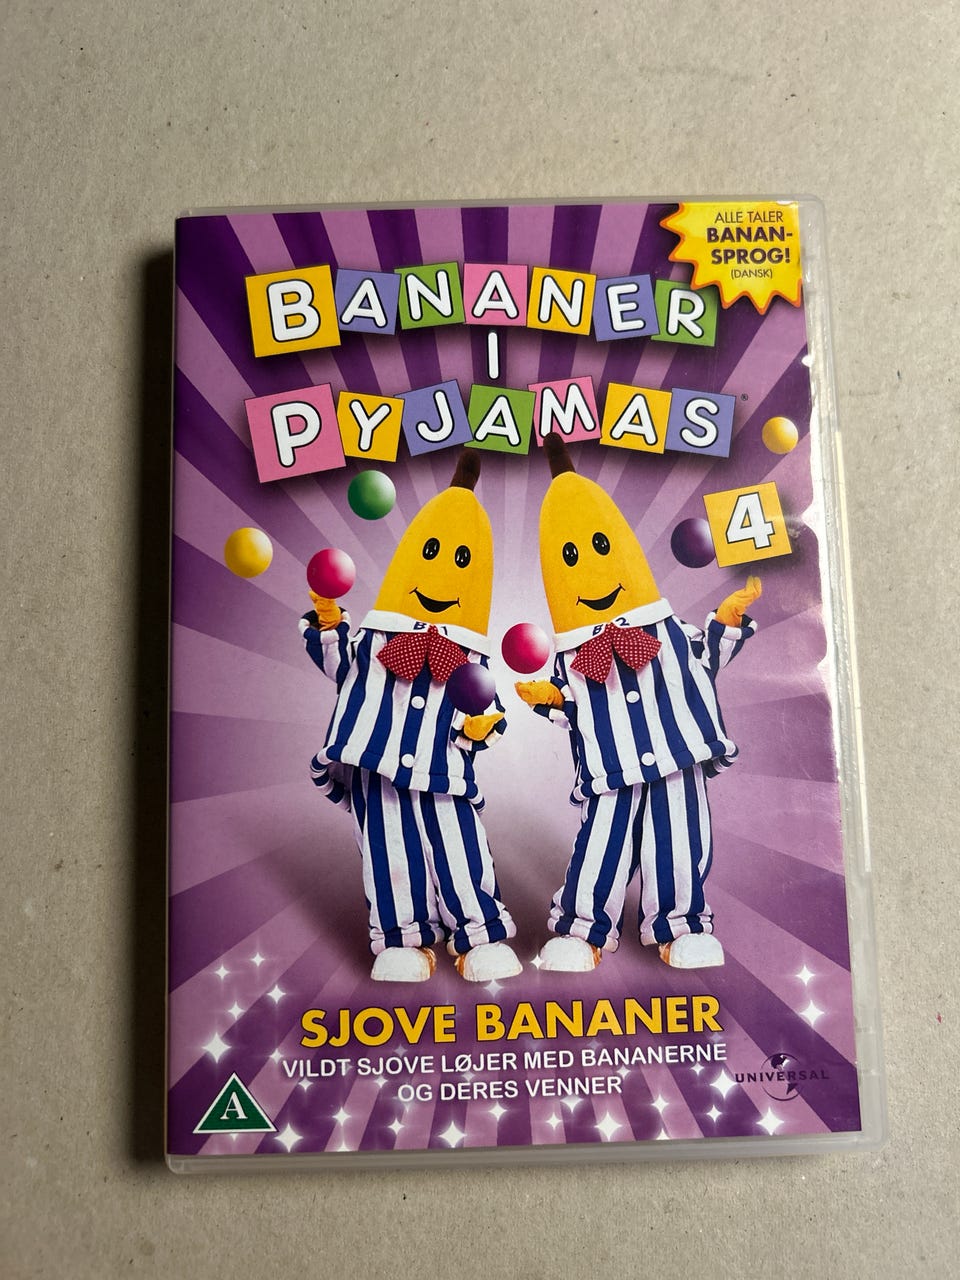 ALLE TALER
BANAN-
SPROG!
(DANSK)
BANANER
I
PYJAMAS®
4
B1
B2
SJOVE BANANER
VILDT SJOVE LØJER MED BANANERNE
OG DERES VENNER
A
UNIVERSAL